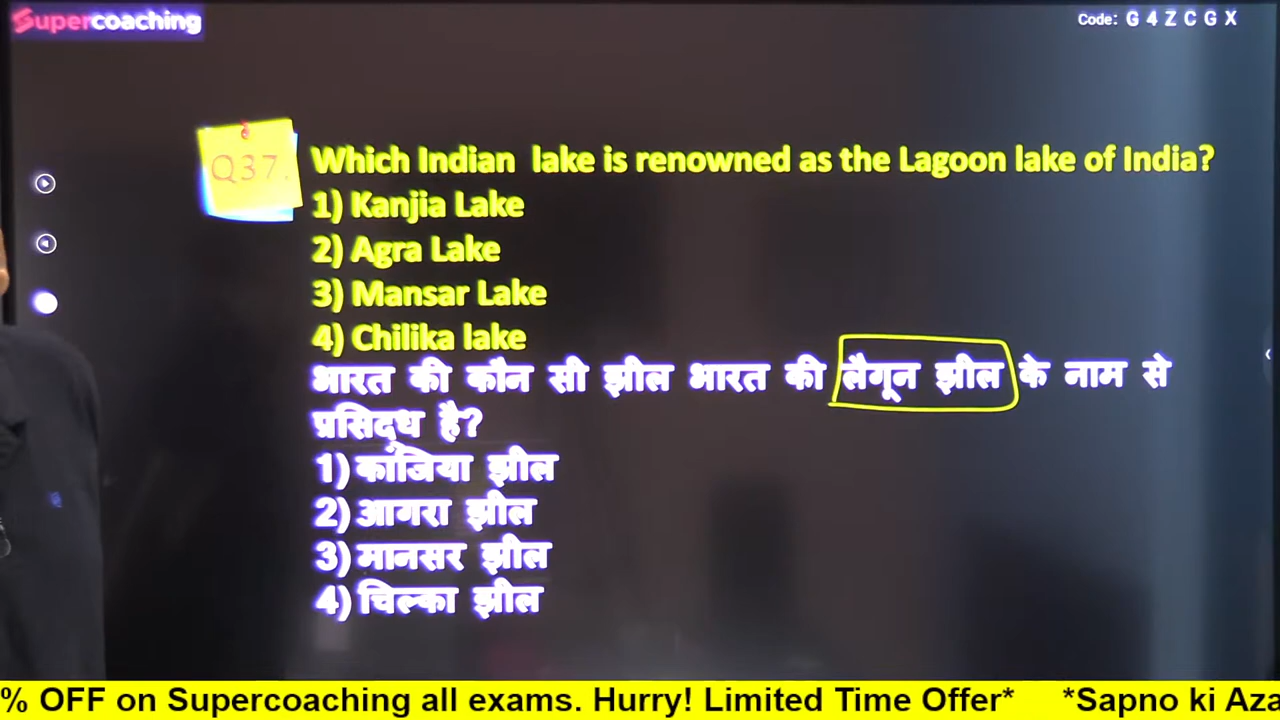 Supercoaching
Code: G 4 Z C G X
Q37.
Which Indian lake is renowned as the Lagoon lake of India?
1) Kanjia Lake
2) Agra Lake
3) Mansar Lake
4) Chilika lake
भारत की कौन सी झील भारत की लैगून झील के नाम से
प्रसिद्ध है?
1) कांजिया झील
2) आगरा झील
3) मानसर झील
4) चिल्का झील
% OFF on Supercoaching all exams. Hurry! Limited Time Offer* *Sapno ki Aza